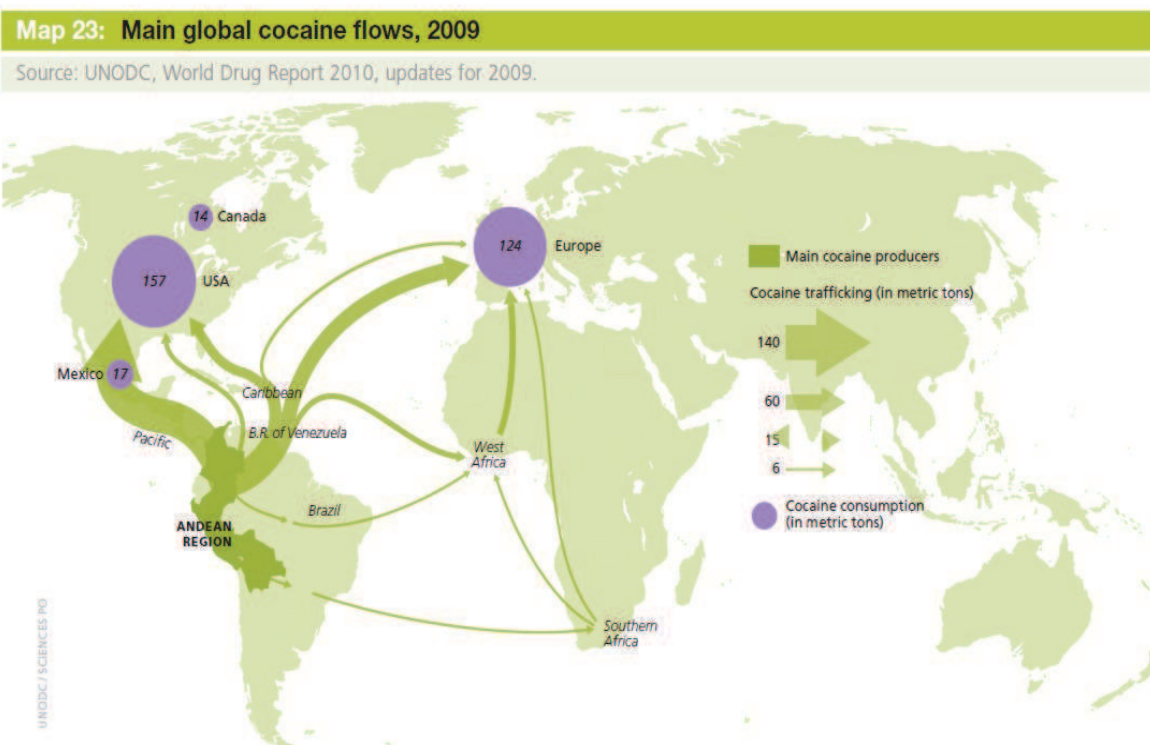 Map 23: Main global cocaine flows, 2009
Source: UNODC, World Drug Report 2010, updates for 2009.
14 Canada
157 USA
124 Europe
Mexico 17
Caribbean
Pacific
B.R. of Venezuela
West
Africa
Brazil
ANDEAN
REGION
Southern
Africa
Main cocaine producers
Cocaine trafficking (in metric tons)
140
60
15
6
Cocaine consumption
(in metric tons)
UNODC / SCIENCES PO